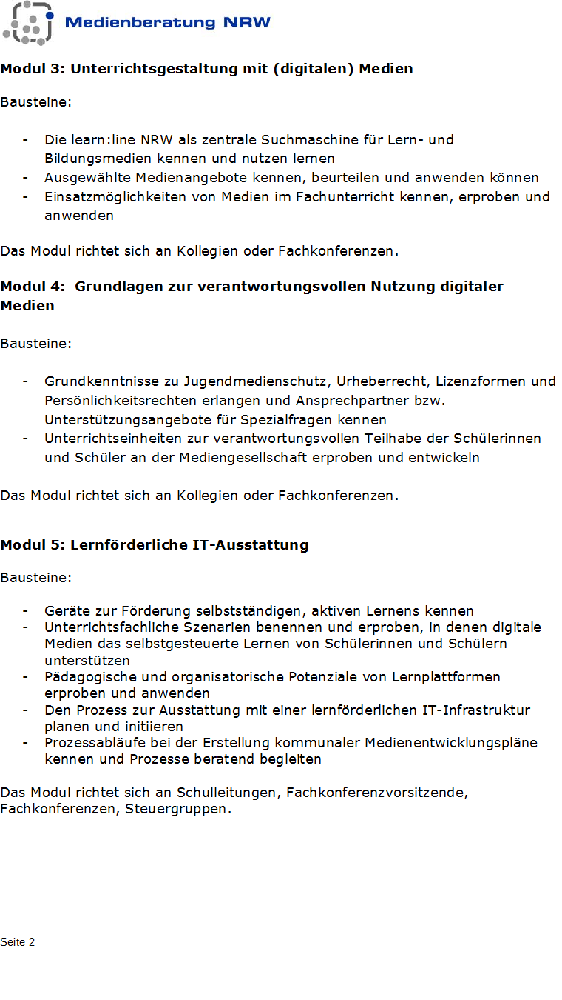 Medienberatung NRW
Modul 3: Unterrichtsgestaltung mit (digitalen) Medien
Bausteine:
- Die learn:line NRW als zentrale Suchmaschine für Lern- und
Bildungsmedien kennen und nutzen lernen
- Ausgewählte Medienangebote kennen, beurteilen und anwenden können
- Einsatzmöglichkeiten von Medien im Fachunterricht kennen, erproben und
anwenden
Das Modul richtet sich an Kollegien oder Fachkonferenzen.
Modul 4:  Grundlagen zur verantwortungsvollen Nutzung digitaler
Medien
Bausteine:
- Grundkenntnisse zu Jugendmedienschutz, Urheberrecht, Lizenzformen und
Persönlichkeitsrechten erlangen und Ansprechpartner bzw.
Unterstützungsangebote für Spezialfragen kennen
- Unterrichtseinheiten zur verantwortungsvollen Teilhabe der Schülerinnen
und Schüler an der Mediengesellschaft erproben und entwickeln
Das Modul richtet sich an Kollegien oder Fachkonferenzen.
Modul 5: Lernförderliche IT-Ausstattung
Bausteine:
- Geräte zur Förderung selbstständigen, aktiven Lernens kennen
- Unterrichtsfachliche Szenarien benennen und erproben, in denen digitale
Medien das selbstgesteuerte Lernen von Schülerinnen und Schülern
unterstützen
- Pädagogische und organisatorische Potenziale von Lernplattformen
erproben und anwenden
- Den Prozess zur Ausstattung mit einer lernförderlichen IT-Infrastruktur
planen und initiieren
- Prozessabläufe bei der Erstellung kommunaler Medienentwicklungspläne
kennen und Prozesse beratend begleiten
Das Modul richtet sich an Schulleitungen, Fachkonferenzvorsitzende,
Fachkonferenzen, Steuergruppen.
Seite 2